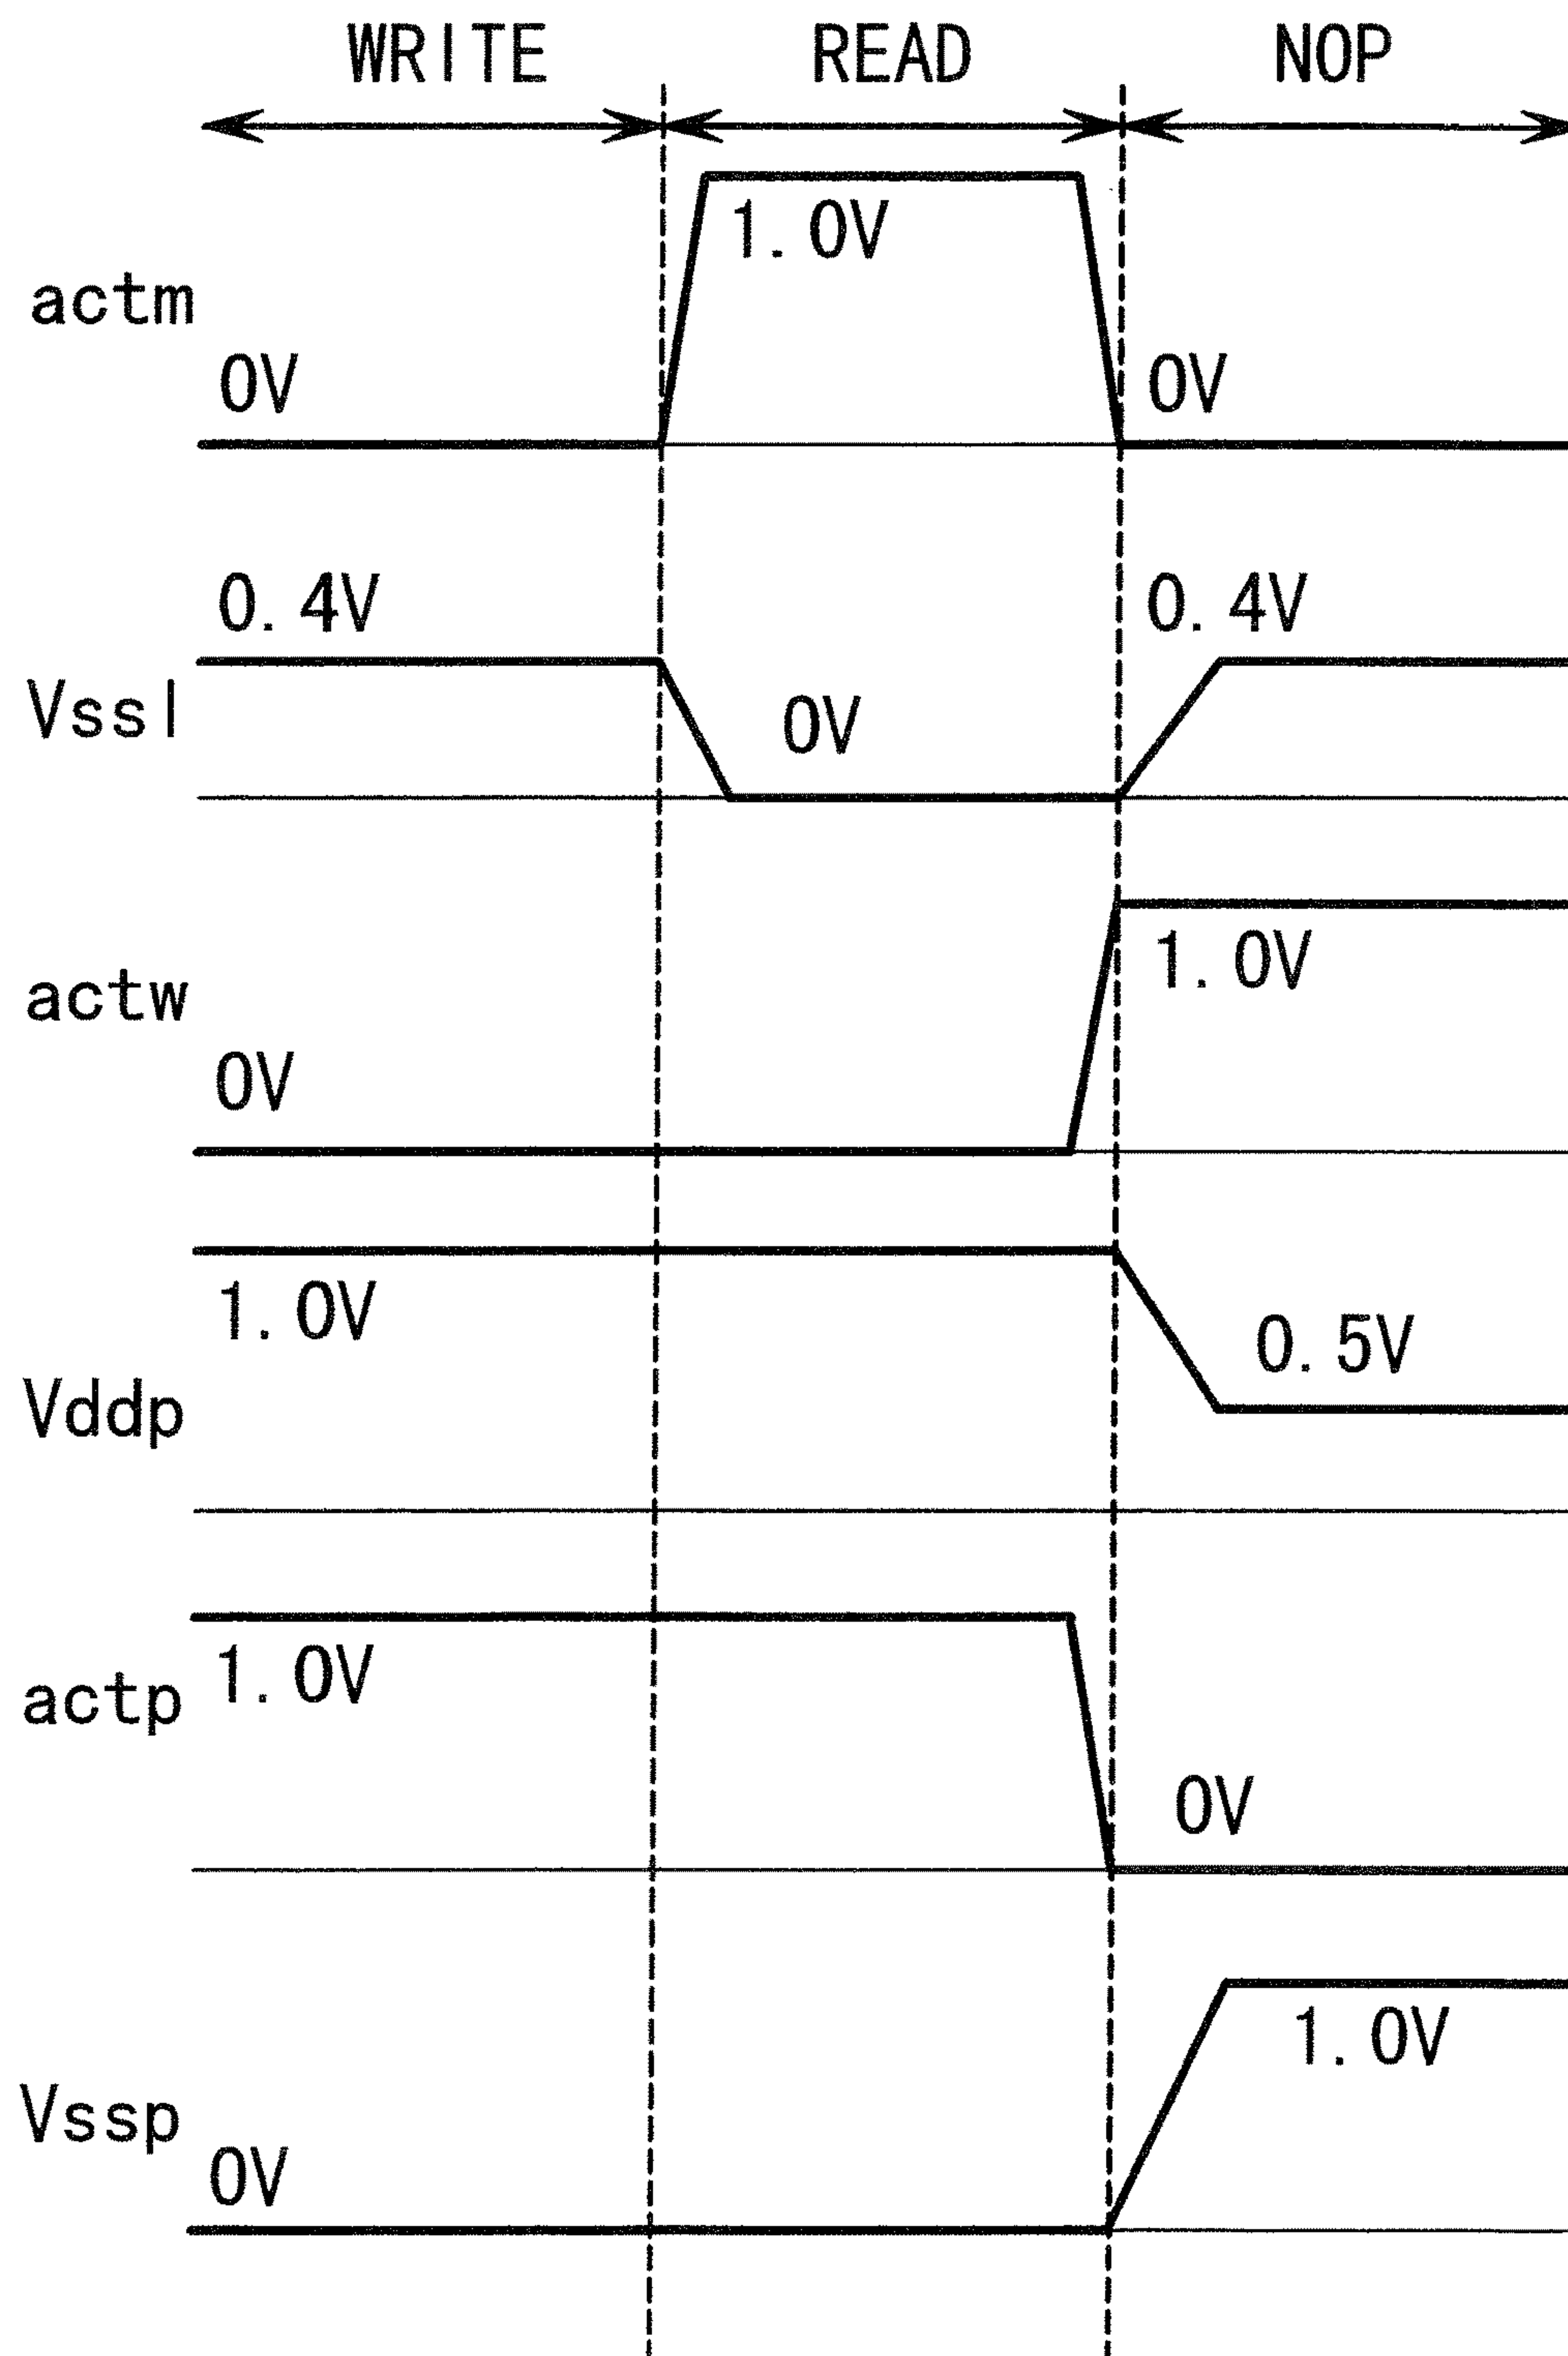 WRITE READ NOP
1.0V
actm
0V 0V
0.4V 0.4V
Vssl 0V
1.0V
actw
0V
1.0V
0.5V
Vddp
1.0V
actp
0V
1.0V
Vssp
0V